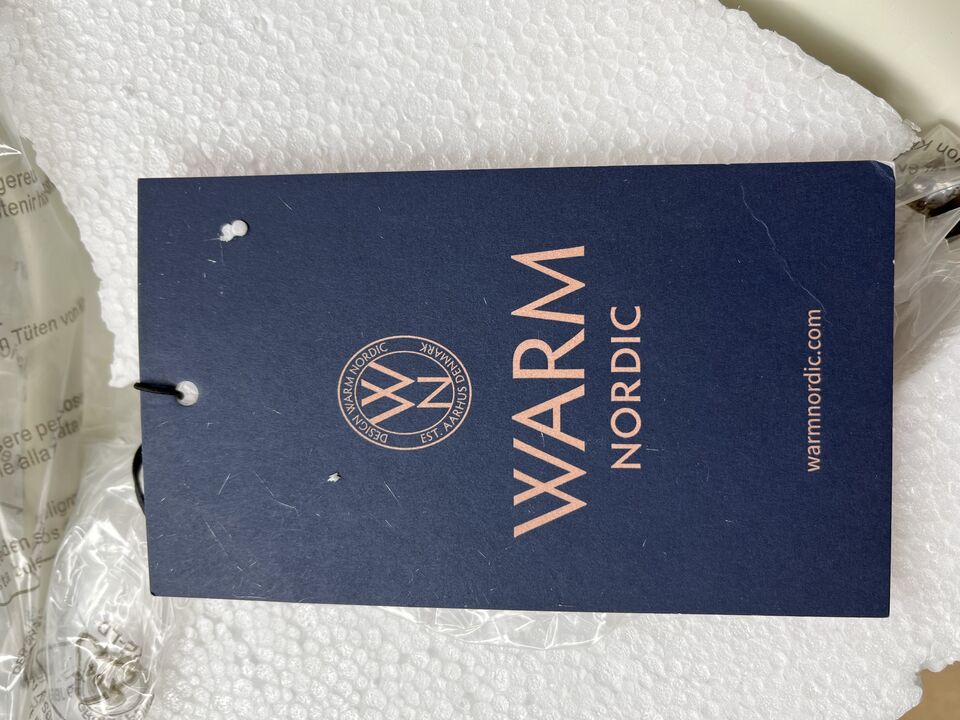 DESIGN WARM NORDIC
WN
EST. AARHUS DENMARK
WARM
NORDIC
warmnordic.com
n Tüten von